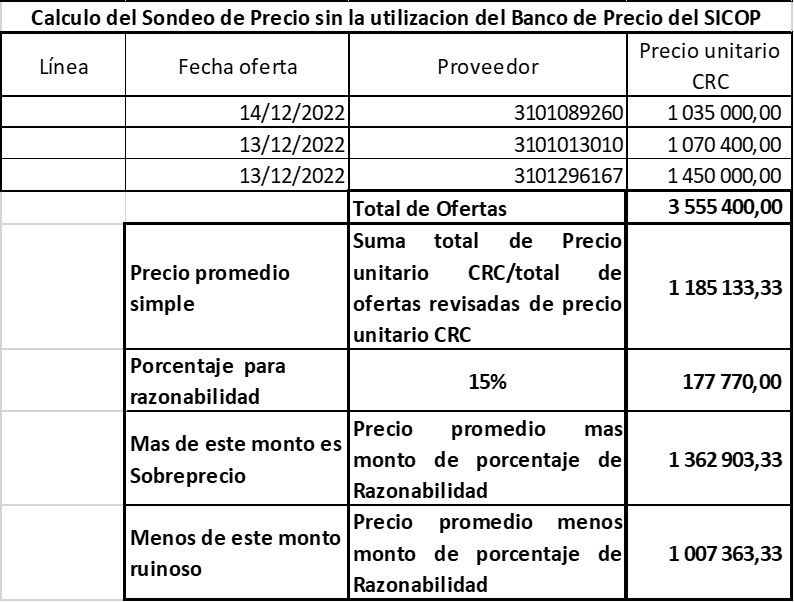 Calculo del Sondeo de Precio sin la utilizacion del Banco de Precio del SICOP
Línea Fecha oferta Proveedor Precio unitario
CRC
14/12/2022 3101089260 1 035 000,00
13/12/2022 3101013010 1 070 400,00
13/12/2022 3101296167 1 450 000,00
Total de Ofertas 3 555 400,00
Precio promedio
simple
Suma total de Precio
unitario CRC/total de
ofertas revisadas de precio
unitario CRC
1 185 133,33
Porcentaje para
razonabilidad
15%
177 770,00
Mas de este monto es
Sobreprecio
Precio promedio mas
monto de porcentaje de
Razonabilidad
1 362 903,33
Menos de este monto
ruinoso
Precio promedio menos
monto de porcentaje de
Razonabilidad
1 007 363,33